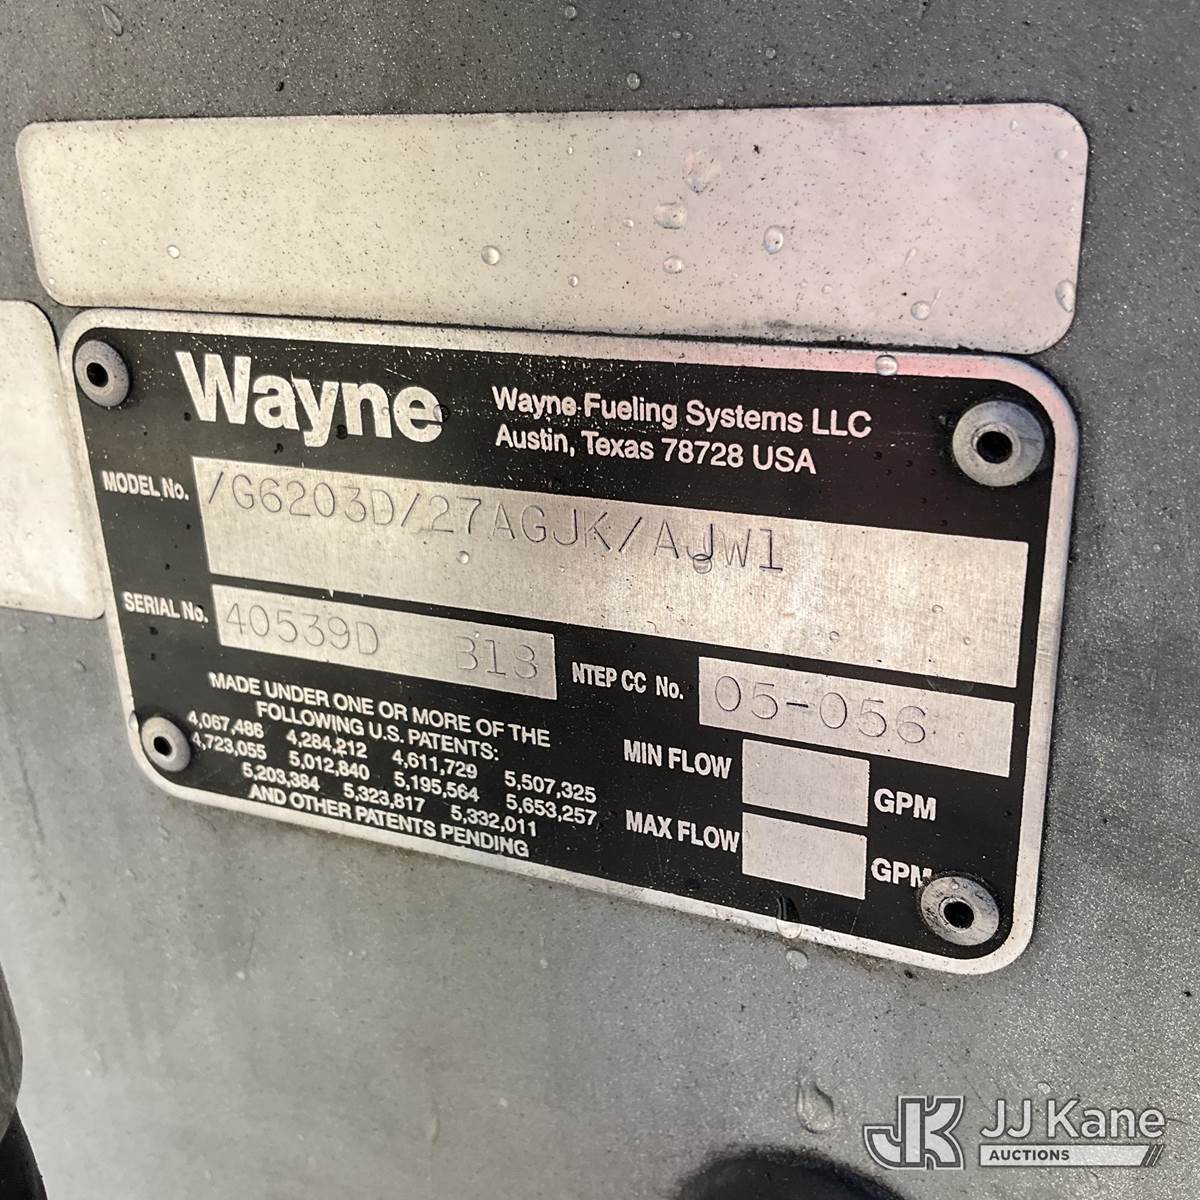 Wayne
Wayne Fueling Systems LLC
Austin, Texas 78728 USA
MODEL No. /G6203D/27AGJK/AJW1
SERIAL No. 40539D B13
NTEP CC No. 05-056
MADE UNDER ONE OR MORE OF THE
FOLLOWING U.S. PATENTS:
4,067,486 4,284,212 4,611,729 5,507,325
4,723,055 5,012,840 5,195,564 5,653,257
5,203,384 5,323,817 5,332,011
AND OTHER PATENTS PENDING
MIN FLOW GPM
MAX FLOW GPM
JK JJ Kane
AUCTIONS